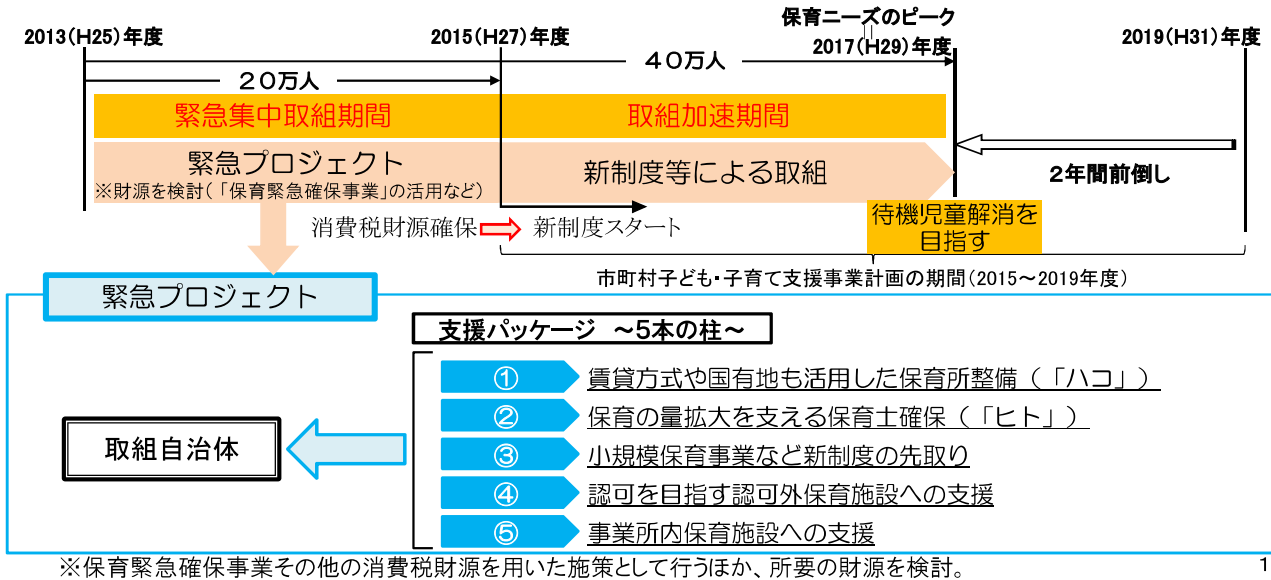 保育ニーズのピーク
2013(H25)年度
2015(H27)年度
2017(H29)年度
2019(H31)年度
40万人
20万人
緊急集中取組期間
取組加速期間
緊急プロジェクト
※財源を検討(「保育緊急確保事業」の活用など)
新制度等による取組
2年間前倒し
消費税財源確保
新制度スタート
待機児童解消を
目指す
市町村子ども・子育て支援事業計画の期間(2015~2019年度)
緊急プロジェクト
支援パッケージ ~5本の柱~
① 賃貸方式や国有地も活用した保育所整備(「ハコ」)
② 保育の量拡大を支える保育士確保(「ヒト」)
取組自治体
③ 小規模保育事業など新制度の先取り
④ 認可を目指す認可外保育施設への支援
⑤ 事業所内保育施設への支援
※保育緊急確保事業その他の消費税財源を用いた施策として行うほか、所要の財源を検討。
1